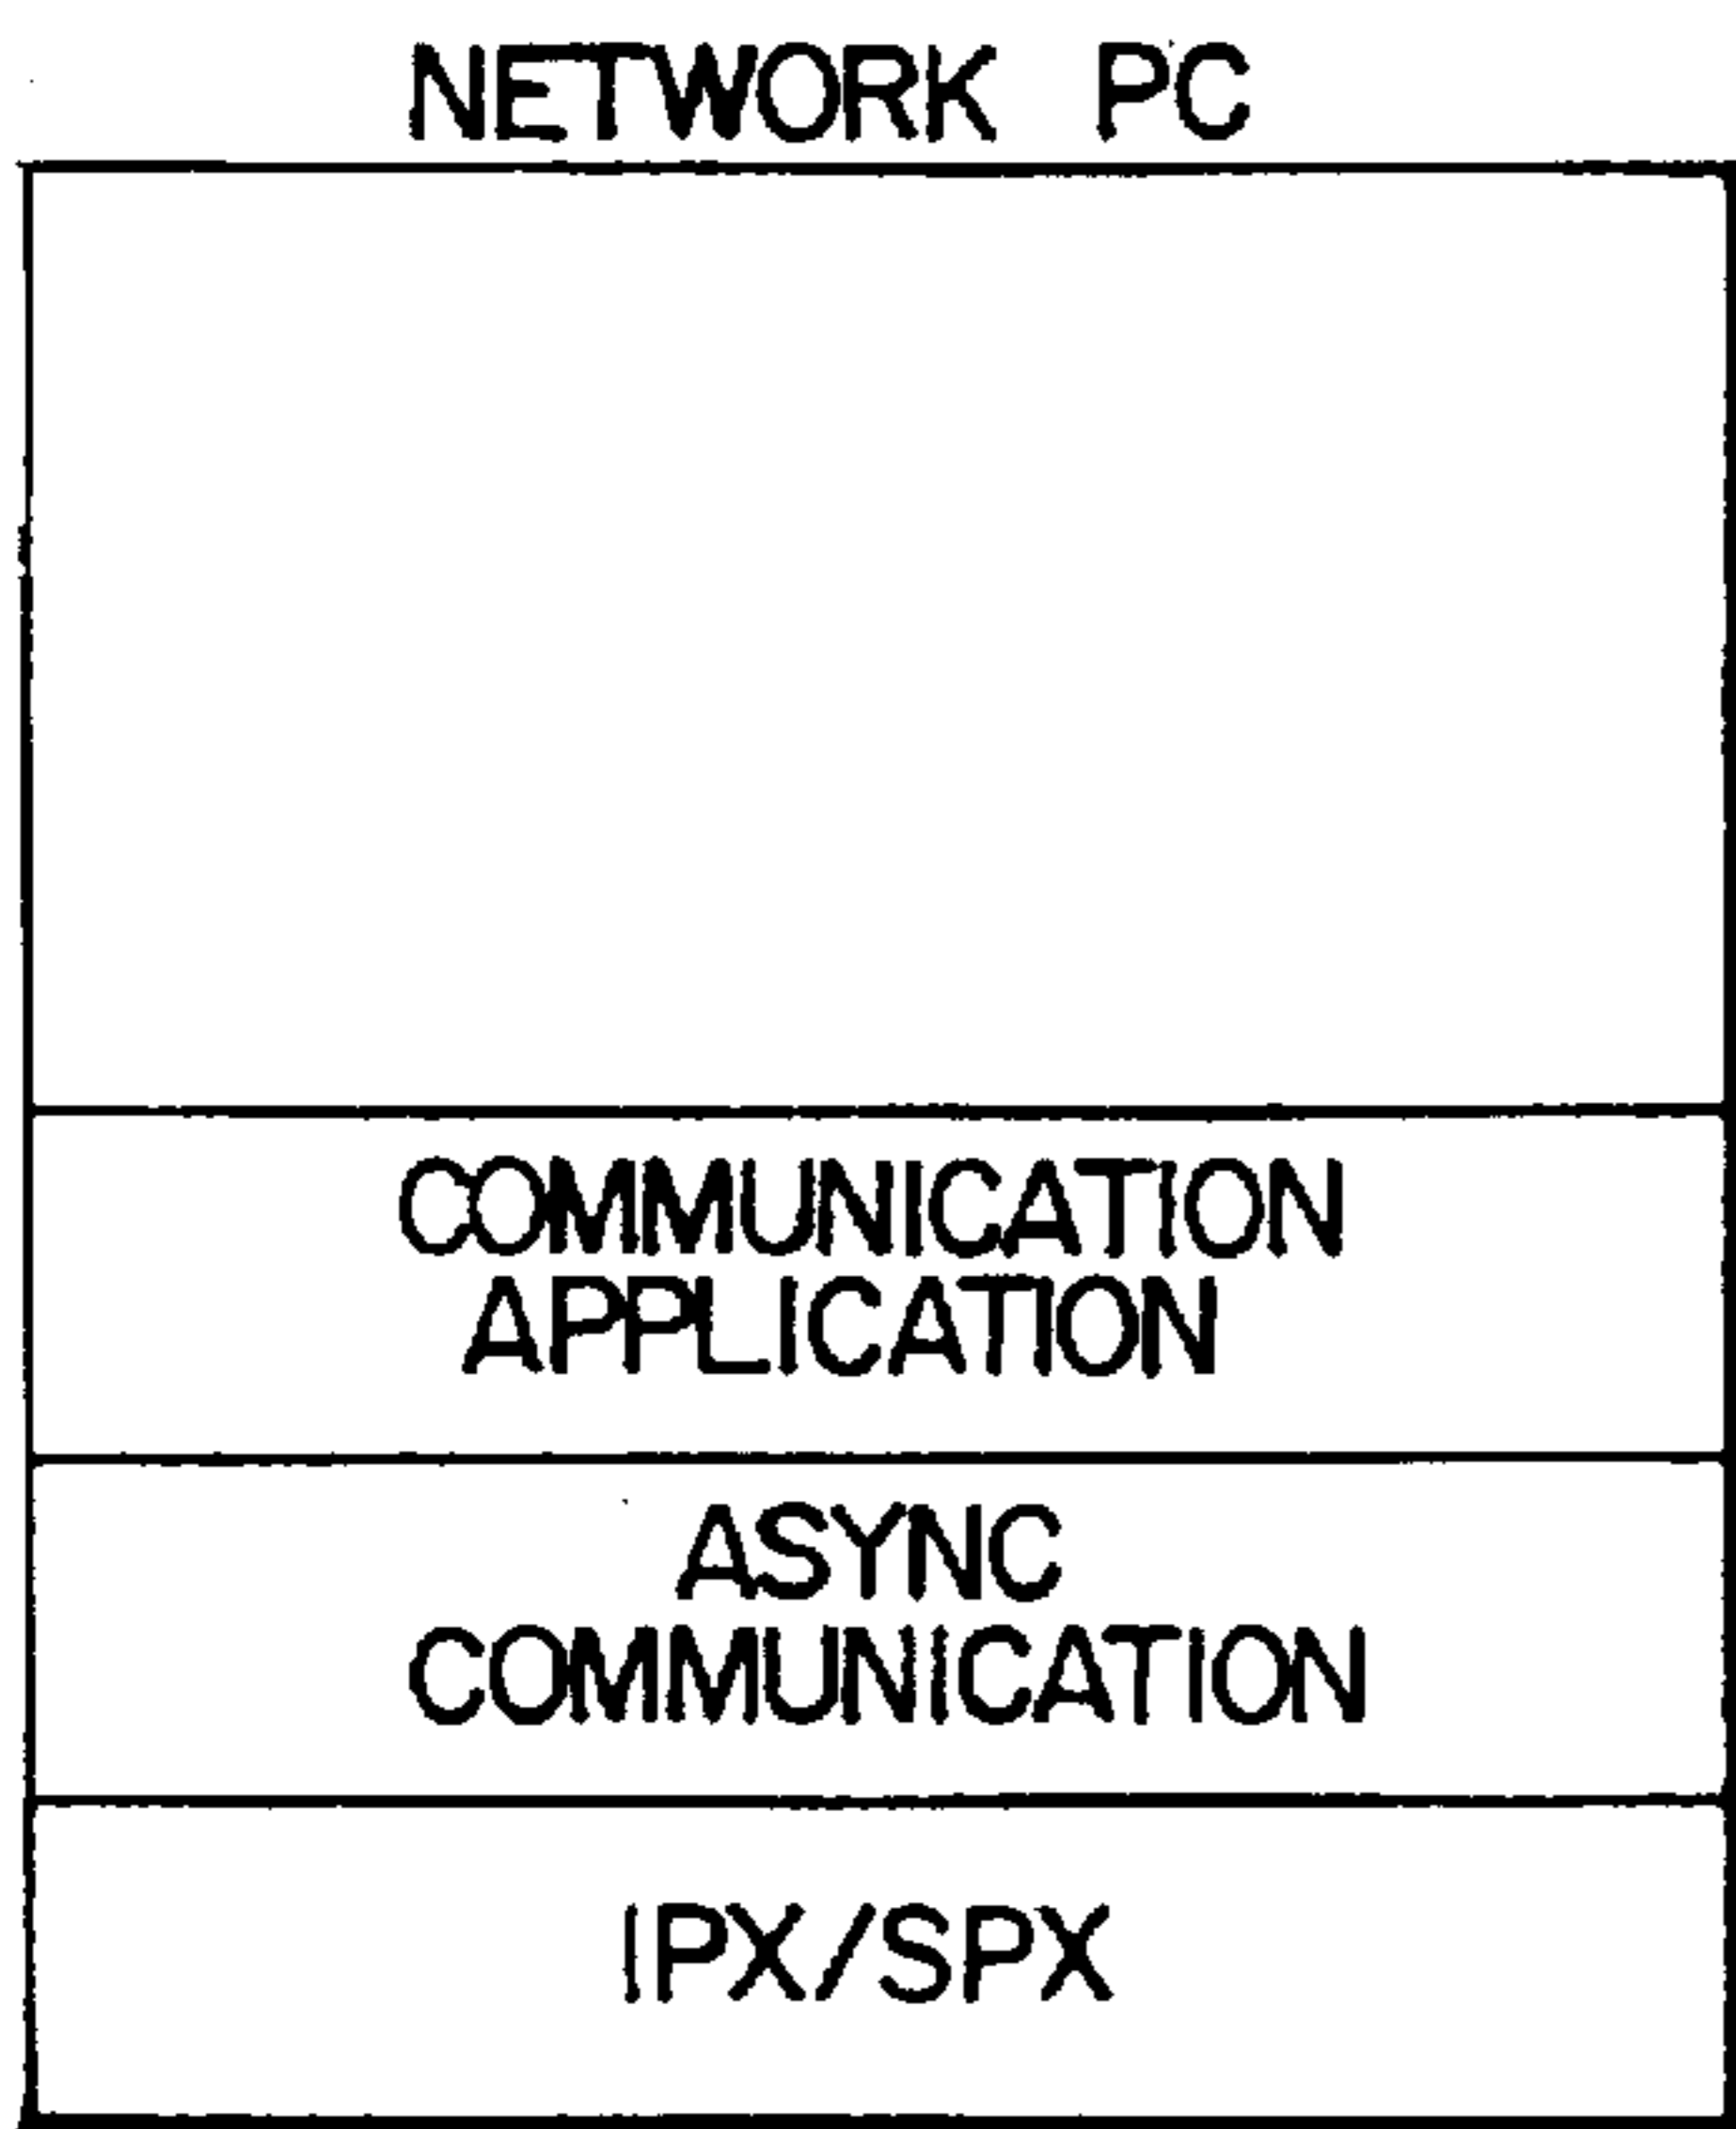 NETWORK PC
COMMUNICATION
APPLICATION
ASYNC
COMMUNICATION
IPX/SPX